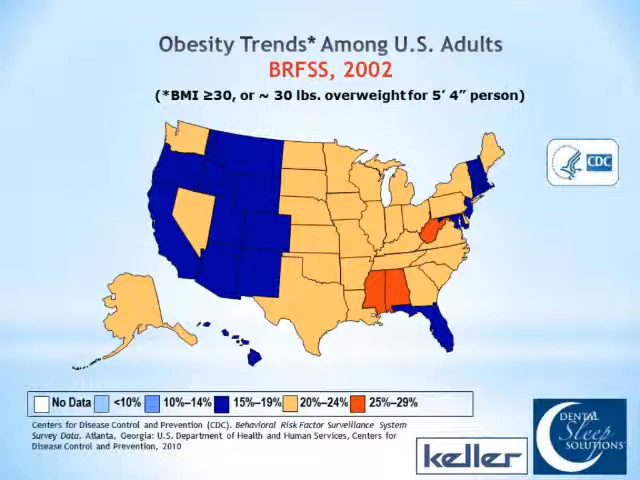 Obesity Trends* Among U.S. Adults
BRFSS, 2002
(*BMI ≥30, or ~ 30 lbs. overweight for 5′ 4″ person)
CDC
No Data <10% 10%–14% 15%–19% 20%–24% 25%–29%
Centers for Disease Control and Prevention (CDC). Behavioral Risk Factor Surveillance System
Survey Data. Atlanta, Georgia: U.S. Department of Health and Human Services, Centers for
Disease Control and Prevention, 2010
keller
DENTAL
Sleep
SOLUTIONS